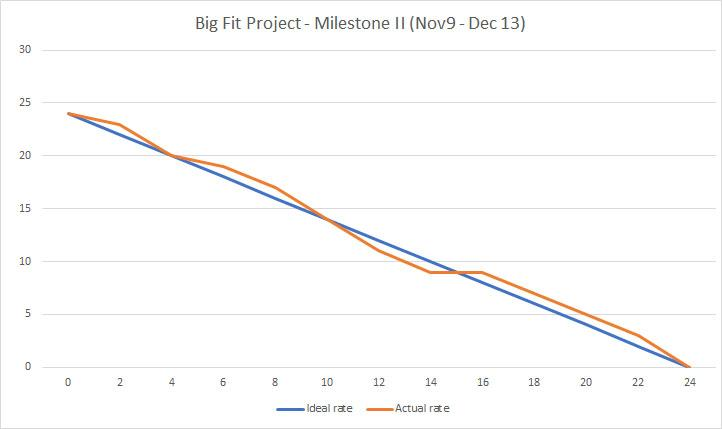 Big Fit Project - Milestone II (Nov9 - Dec 13)
30
25
20
15
10
5
0
0 2 4 6 8 10 12 14 16 18 20 22 24
Ideal rate Actual rate